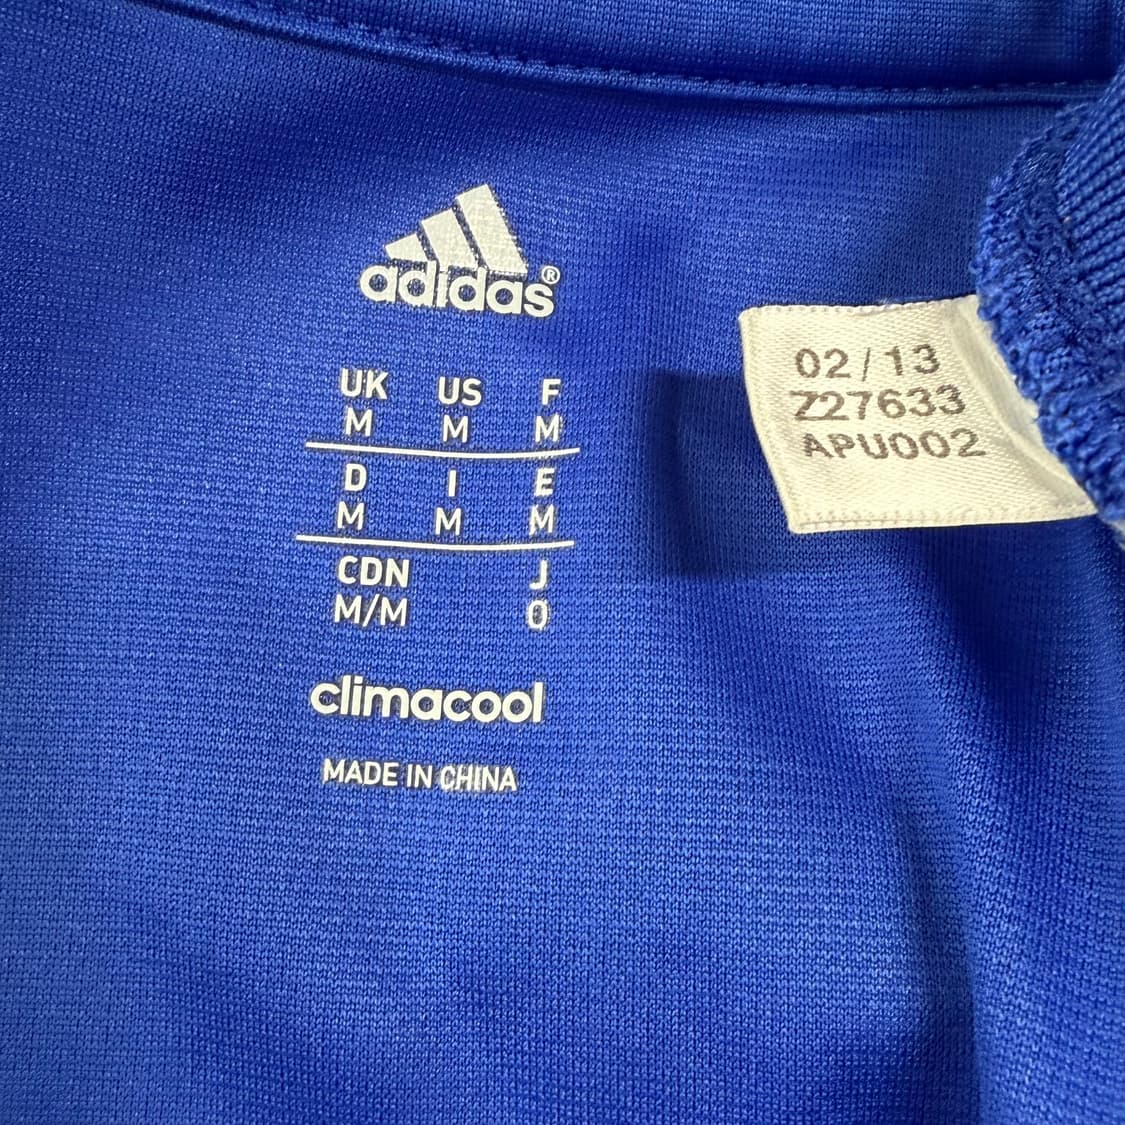 adidas®
UK US F
M M M
D I E
M M M
CDN J
M/M O
climacool
MADE IN CHINA
02/13
Z27633
APU002